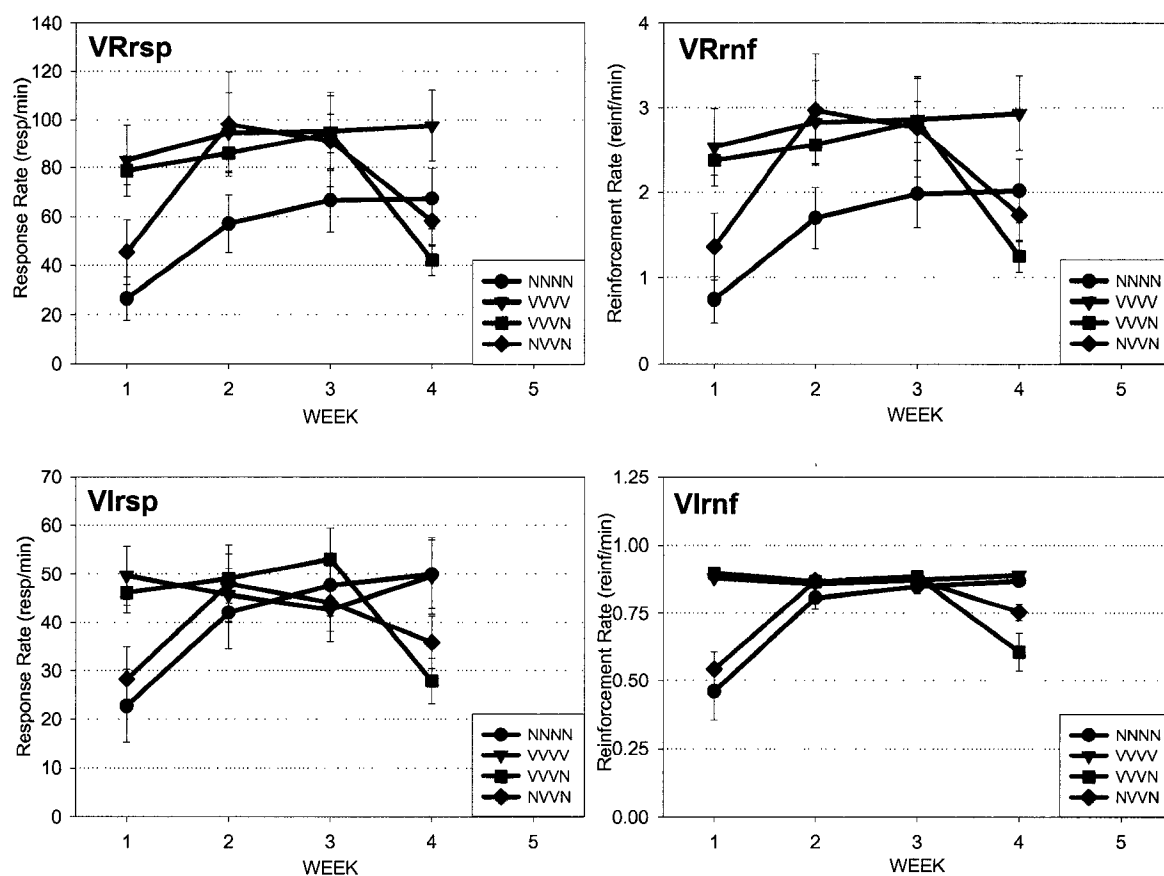 VRrsp
Response Rate (resp/min)
140
120
100
80
60
40
20
0
NNNN
VVVV
VVVN
NVVN
1 2 3 4 5
WEEK
VRrnf
Reinforcement Rate (reinf/min)
4
3
2
1
0
NNNN
VVVV
VVVN
NVVN
1 2 3 4 5
WEEK
VIrsp
Response Rate (resp/min)
70
60
50
40
30
20
10
0
NNNN
VVVV
VVVN
NVVN
1 2 3 4 5
WEEK
VIrnf
Reinforcement Rate (reinf/min)
1.25
1.00
0.75
0.50
0.25
0.00
NNNN
VVVV
VVVN
NVVN
1 2 3 4 5
WEEK